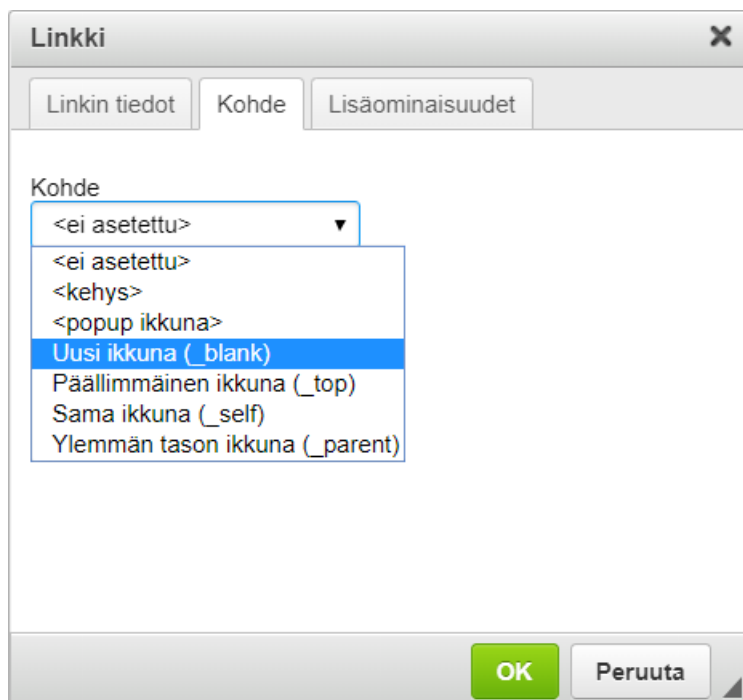 Linkki
Linkin tiedot Kohde Lisäominaisuudet
Kohde
<ei asetettu>
<ei asetettu>
<kehys>
<popup ikkuna>
Uusi ikkuna (_blank)
Päällimmäinen ikkuna (_top)
Sama ikkuna (_self)
Ylemmän tason ikkuna (_parent)
OK Peruuta